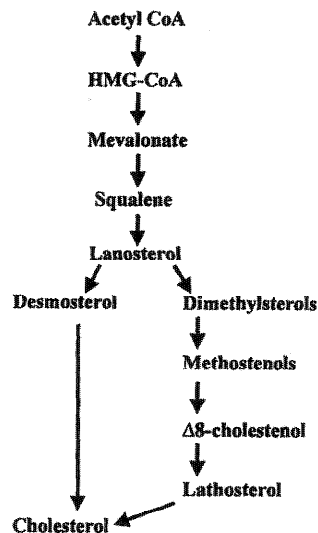 Acetyl CoA
HMG-CoA
Mevalonate
Squalene
Lanosterol
Desmosterol
Dimethylsterols
Methostenols
Δ8-cholestenol
Lathosterol
Cholesterol